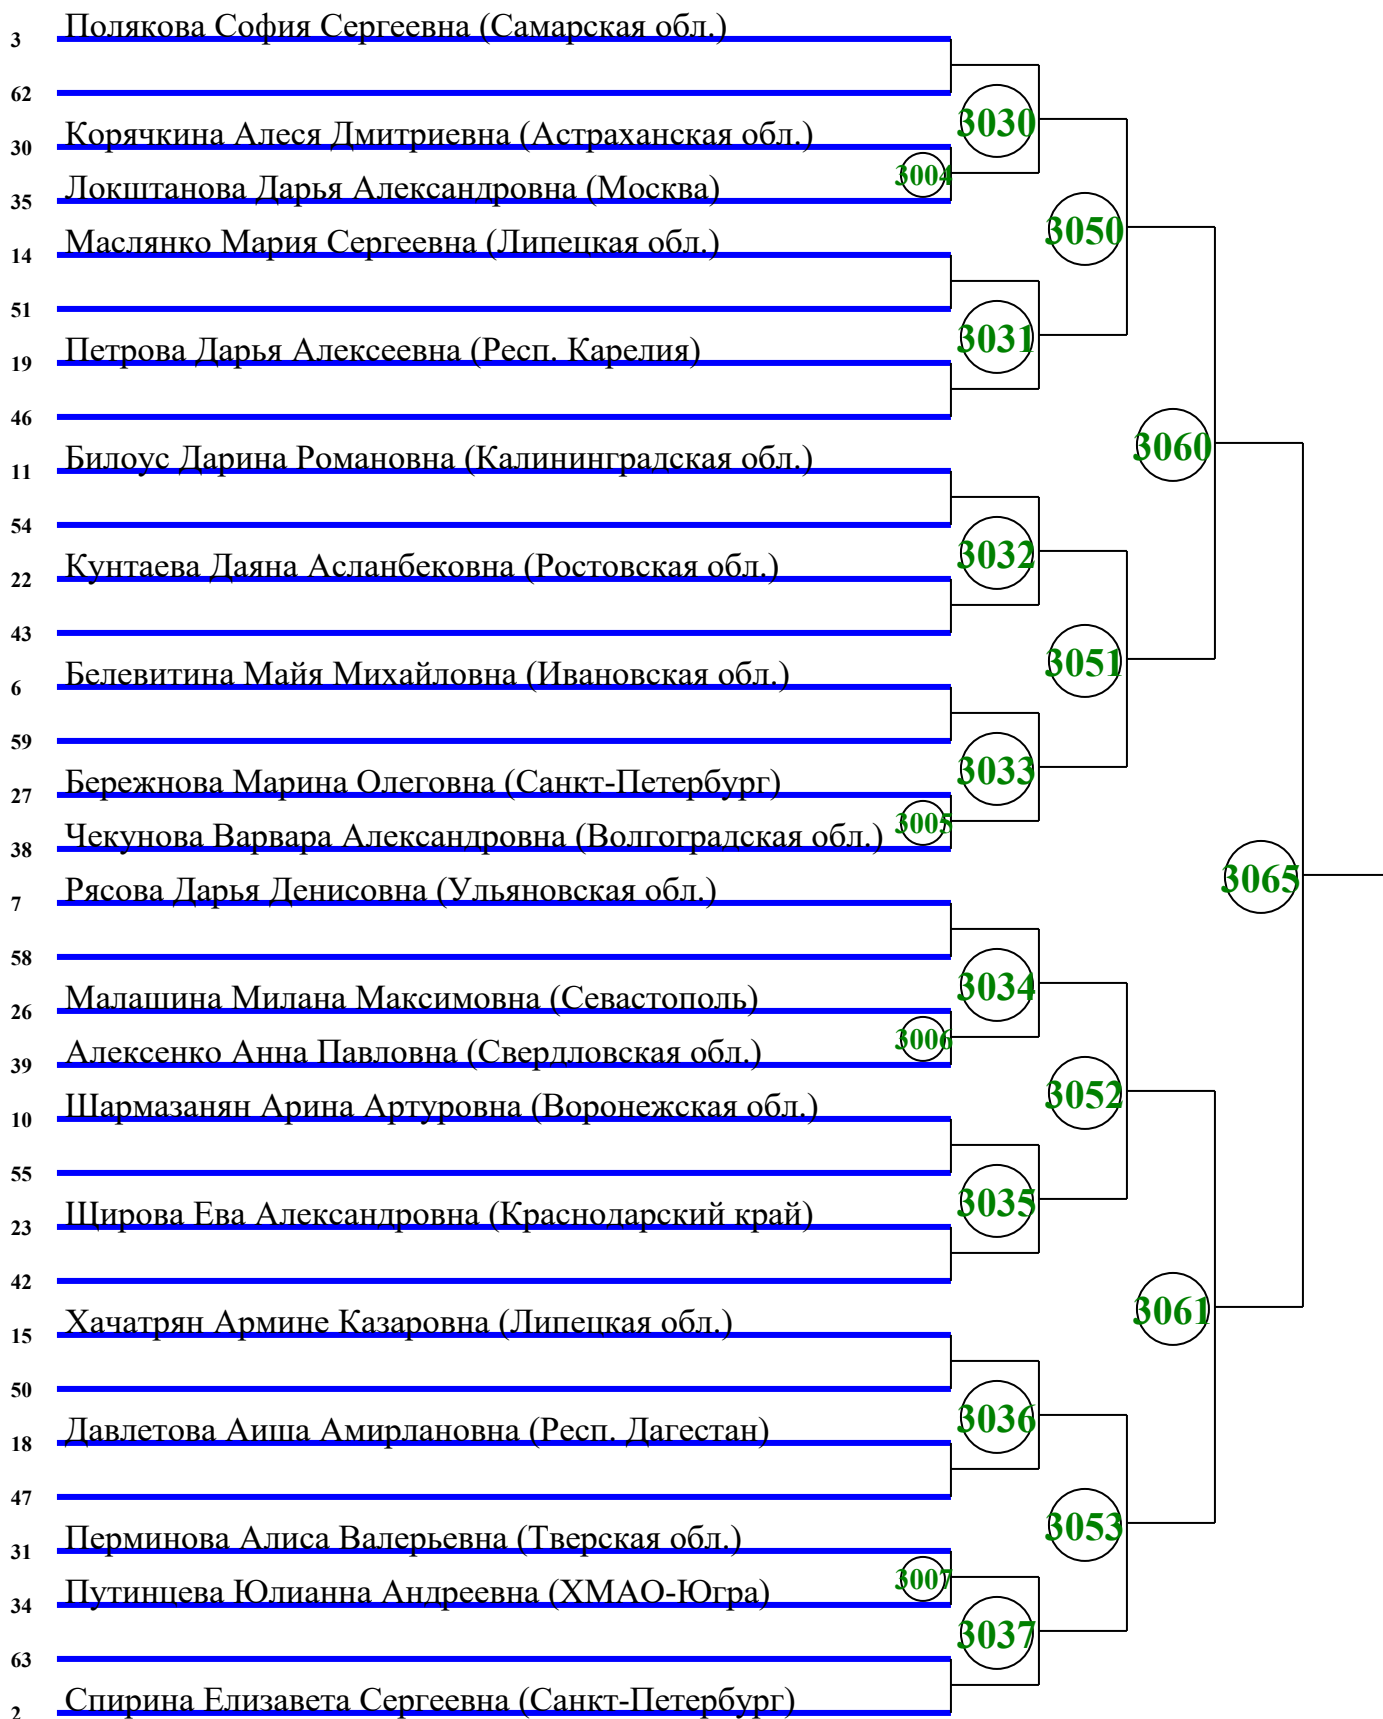 3 Полякова София Сергеевна (Самарская обл.)
62
3030
30 Корячкина Алеся Дмитриевна (Астраханская обл.)
3004
35 Локштанова Дарья Александровна (Москва)
3050
14 Маслянко Мария Сергеевна (Липецкая обл.)
51
3031
19 Петрова Дарья Алексеевна (Респ. Карелия)
46
3060
11 Билоус Дарина Романовна (Калининградская обл.)
54
3032
22 Кунтаева Даяна Асланбековна (Ростовская обл.)
43
3051
6 Белевитина Майя Михайловна (Ивановская обл.)
59
3033
27 Бережнова Марина Олеговна (Санкт-Петербург)
3005
38 Чекунова Варвара Александровна (Волгоградская обл.)
3065
7 Рясова Дарья Денисовна (Ульяновская обл.)
58
3034
26 Малашина Милана Максимовна (Севастополь)
3006
39 Алексенко Анна Павловна (Свердловская обл.)
3052
10 Шармазанян Арина Артуровна (Воронежская обл.)
55
3035
23 Щирова Ева Александровна (Краснодарский край)
42
3061
15 Хачатрян Армине Казаровна (Липецкая обл.)
50
3036
18 Давлетова Аиша Амирлановна (Респ. Дагестан)
47
3053
31 Перминова Алиса Валерьевна (Тверская обл.)
3007
34 Путинцева Юлианна Андреевна (ХМАО-Югра)
3037
63
2 Спирина Елизавета Сергеевна (Санкт-Петербург)